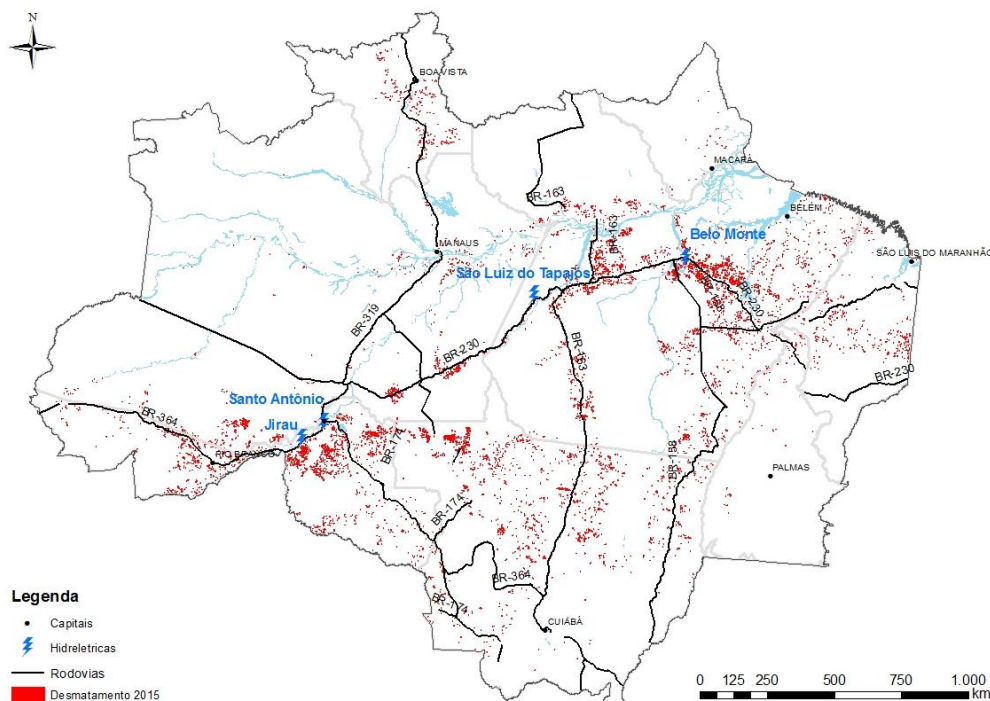 N
BOA VISTA
MACAPÁ
BR-163
BELÉM
BR-163
Belo Monte
MANAUS
SÃO LUIS DO MARANHÃO
São Luiz do Tapajós
BR-230
BR-319
BR-230
BR-163
BR-230
Santo Antônio
BR-364
Jirau
BR-174
RIO BRANCO
BR-158
PALMAS
BR-174
BR-364
BR-174
CUIABÁ
Legenda
Capitais
Hidreletricas
Rodovias
Desmatamento 2015
0 125 250 500 750 1.000
km